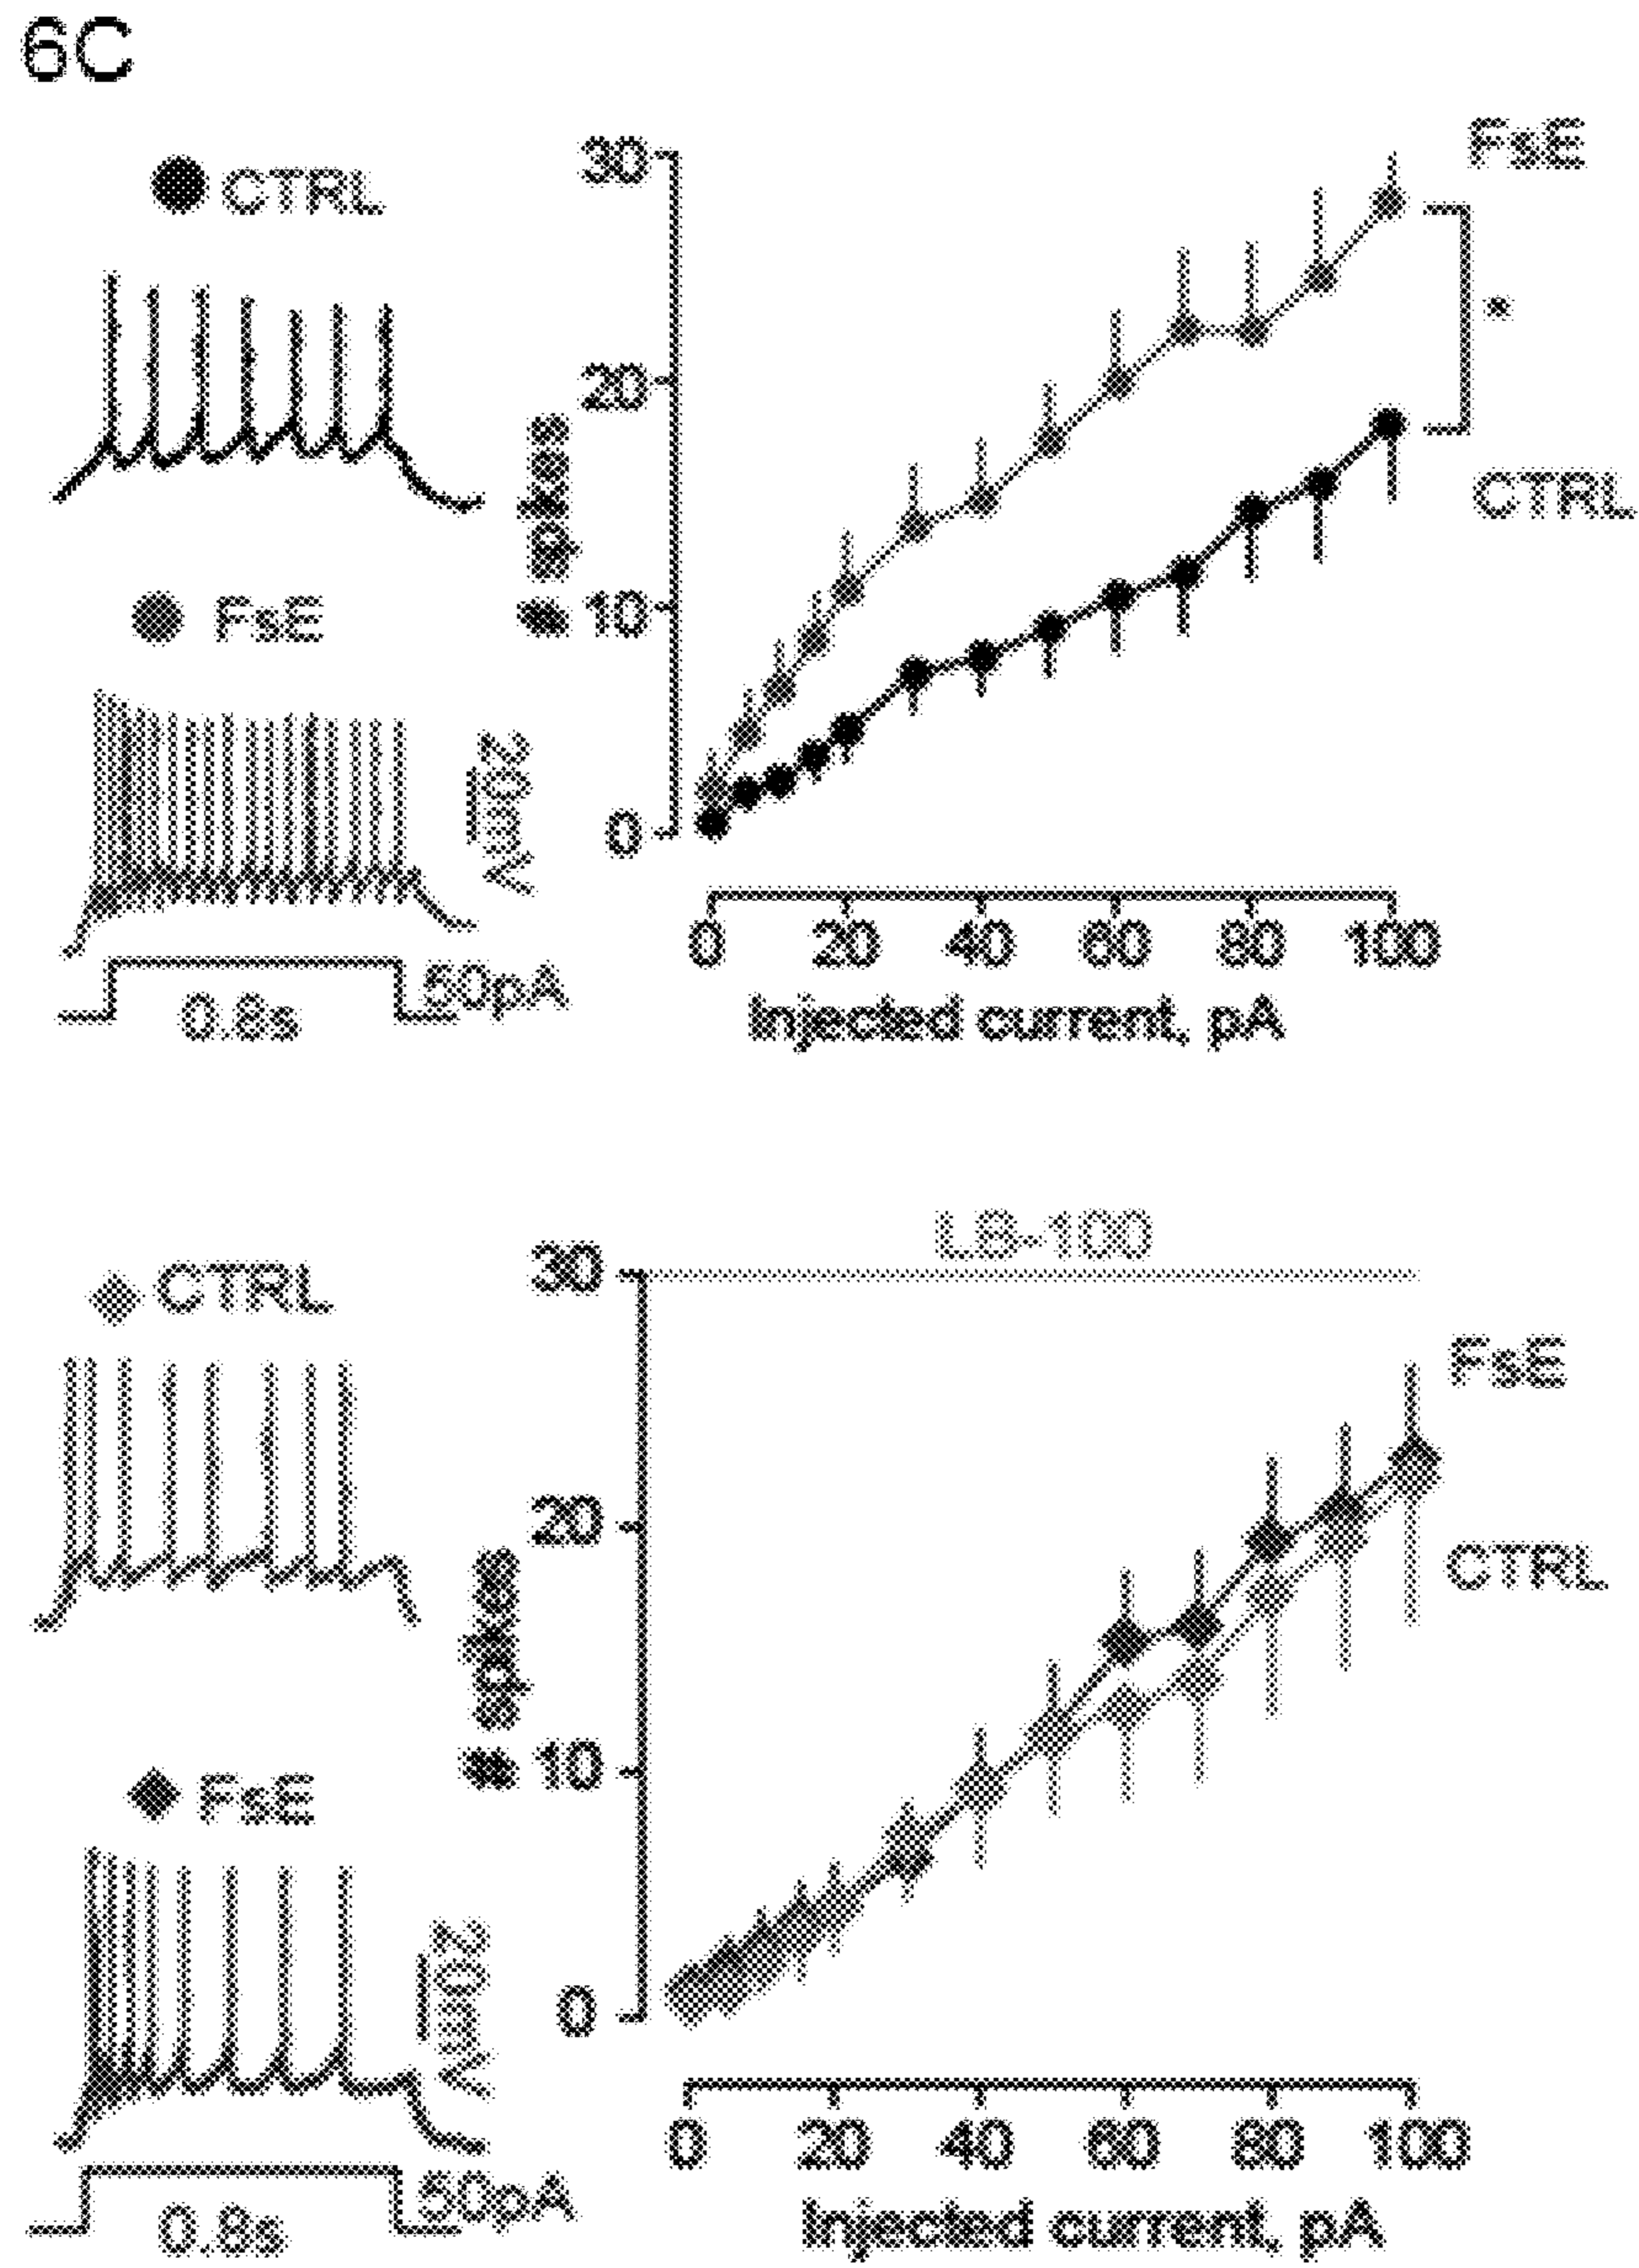 6C
CTRL
FsE
20mV
50pA
0.8s
# spikes
30
20
10
0
FsE
*
CTRL
0 20 40 60 80 100
Injected current, pA
CTRL
FsE
20mV
50pA
0.8s
# spikes
30
20
10
0
LB-100
FsE
CTRL
0 20 40 60 80 100
Injected current, pA